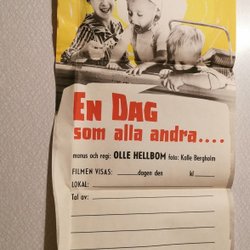 EN DAG
som alla andra....
manus och regi: OLLE HELLBOM foto: Kalle Bergholm
FILMEN VISAS: dagen den kl
LOKAL:
Tal av: